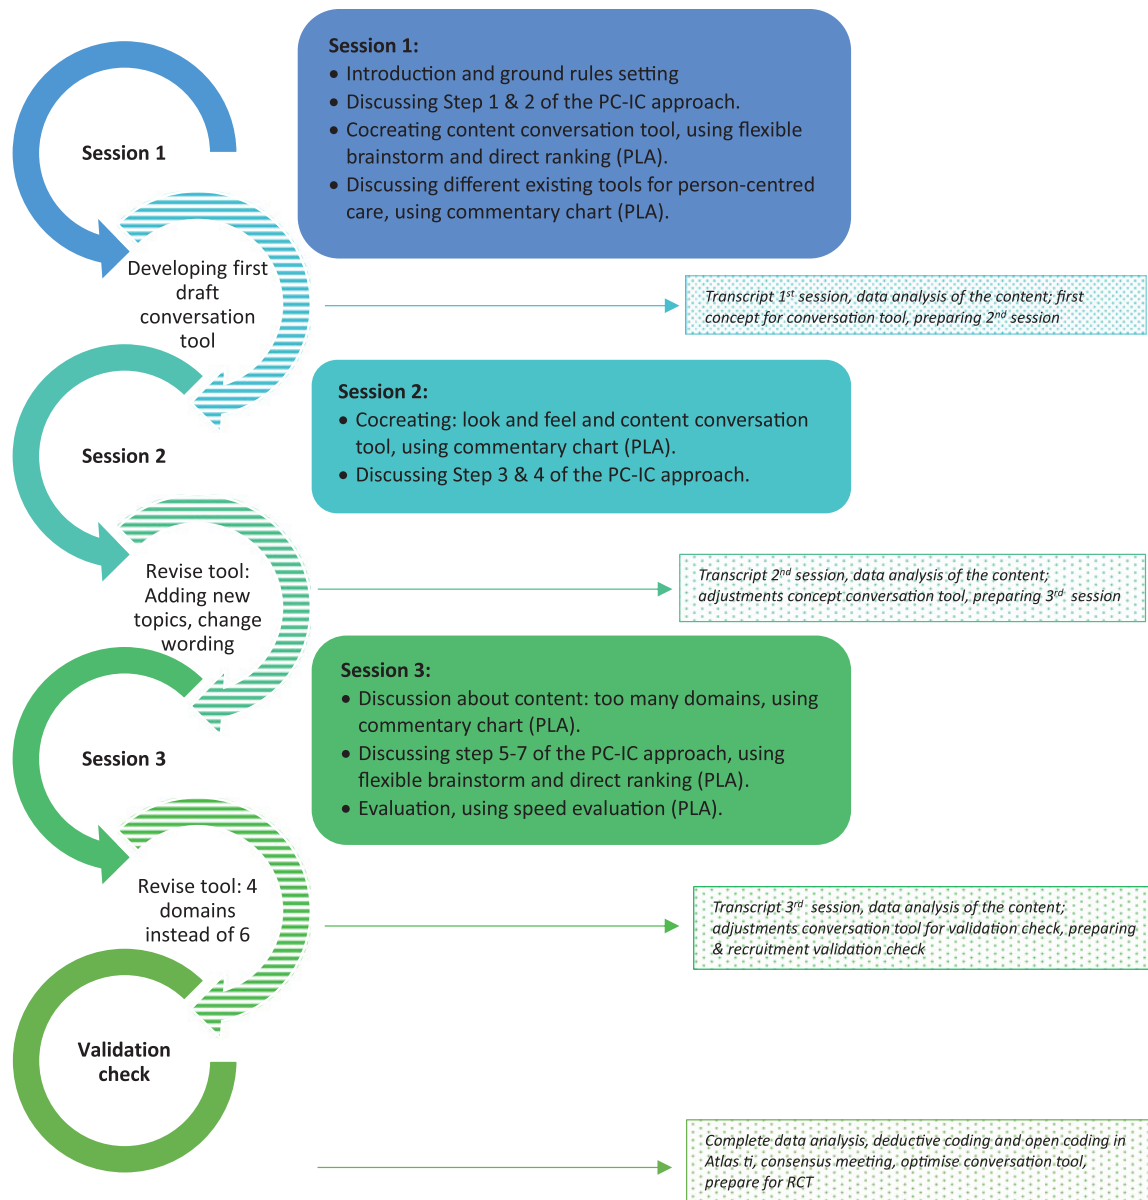 Session 1:
• Introduction and ground rules setting
• Discussing Step 1 & 2 of the PC-IC approach.
• Cocreating content conversation tool, using flexible
brainstorm and direct ranking (PLA).
• Discussing different existing tools for person-centred
care, using commentary chart (PLA).
Session 1
Developing first
draft
conversation
tool
Transcript 1st session, data analysis of the content; first
concept for conversation tool, preparing 2nd session
Session 2:
• Cocreating: look and feel and content conversation
tool, using commentary chart (PLA).
• Discussing Step 3 & 4 of the PC-IC approach.
Session 2
Revise tool:
Adding new
topics, change
wording
Transcript 2nd session, data analysis of the content;
adjustments concept conversation tool, preparing 3rd session
Session 3:
• Discussion about content: too many domains, using
commentary chart (PLA).
• Discussing step 5-7 of the PC-IC approach, using
flexible brainstorm and direct ranking (PLA).
• Evaluation, using speed evaluation (PLA).
Session 3
Revise tool: 4
domains
instead of 6
Transcript 3rd session, data analysis of the content;
adjustments conversation tool for validation check, preparing
& recruitment validation check
Validation
check
Complete data analysis, deductive coding and open coding in
Atlas ti, consensus meeting, optimise conversation tool,
prepare for RCT